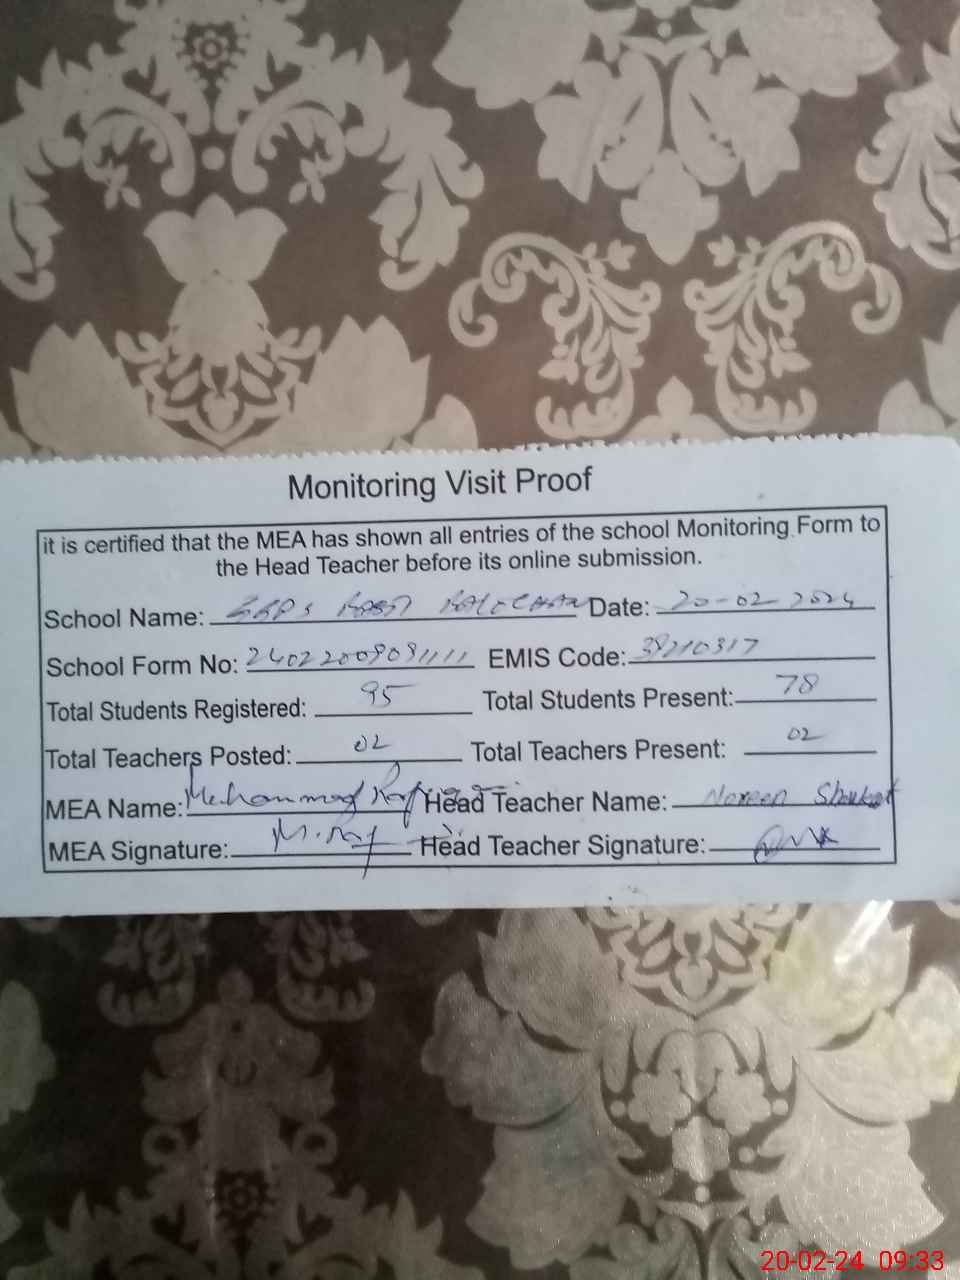 Monitoring Visit Proof
it is certified that the MEA has shown all entries of the school Monitoring Form to
the Head Teacher before its online submission.
School Name: Date: 20-02-2024
School Form No: EMIS Code:
Total Students Registered: 95 Total Students Present: 78
Total Teachers Posted: 02 Total Teachers Present: 02
MEA Name: Muhammad Head Teacher Name: Noreen Shaukat
MEA Signature: Head Teacher Signature:
20-02-24 09:33